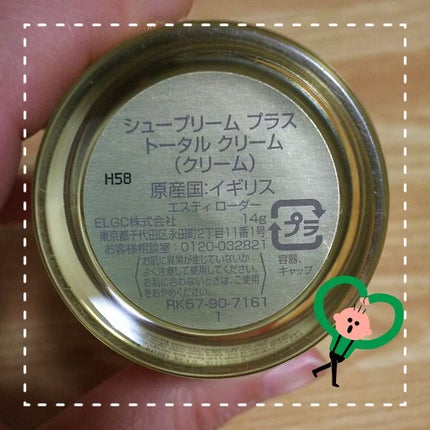 シュープリーム プラス
トータル クリーム
(クリーム)
H58
原産国:イギリス
エスティ ローダー
ELGC株式会社 14g
東京都千代田区永田町2丁目11番1号
お客様相談室:0120-032821
お肌に異常が生じていないか
よく注意して使用してください。
お肌に合わないときは、ご使用
をおやめください。
プラ
容器、
キャップ
RK57-90-7161
1